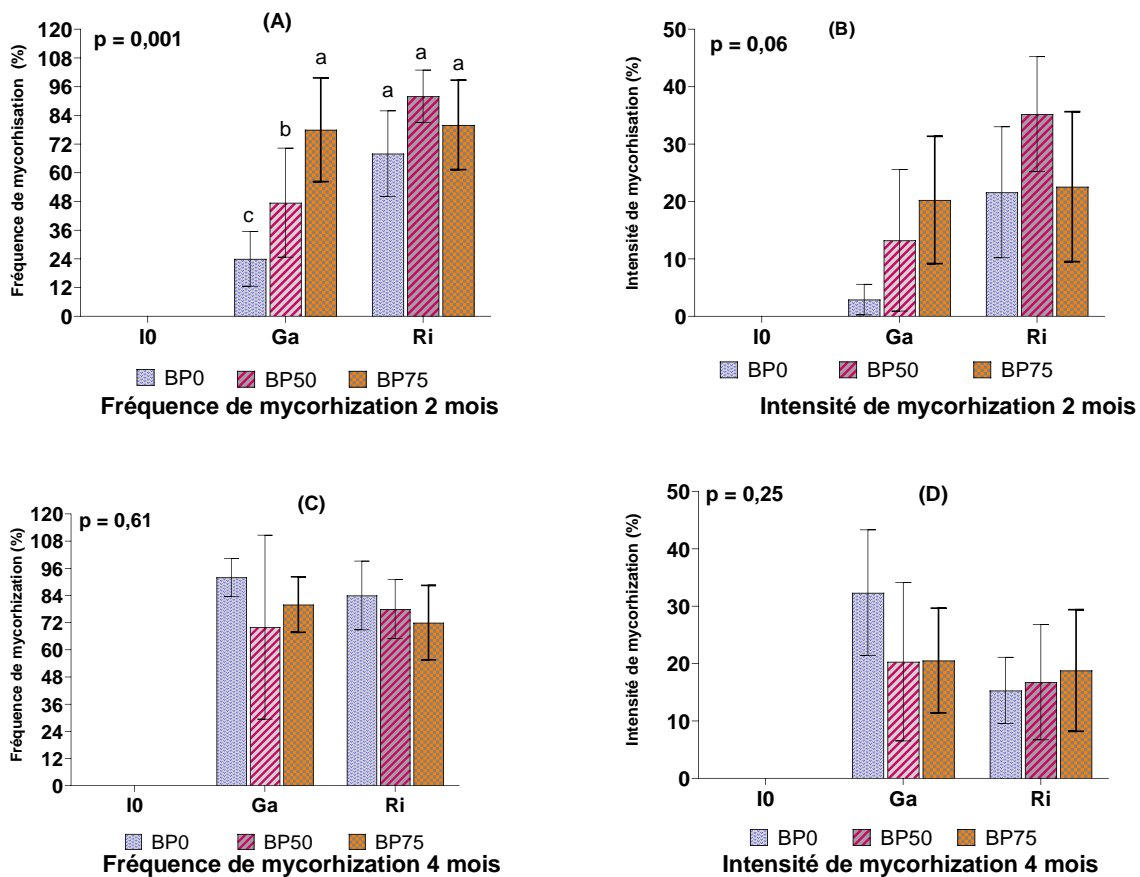 (A)
p = 0,001
Fréquence de mycorhisation (%)
120
108
96
84
72
60
48
36
24
12
0
c
b
a
a
a
a
I0
Ga
Ri
BP0 BP50 BP75
Fréquence de mycorhization 2 mois
(B)
p = 0,06
Intensité de mycorhisation (%)
50
40
30
20
10
0
I0
Ga
Ri
BP0 BP50 BP75
Intensité de mycorhization 2 mois
(C)
p = 0,61
Fréquence de mycorhization (%)
120
108
96
84
72
60
48
36
24
12
0
I0
Ga
Ri
BP0 BP50 BP75
Fréquence de mycorhization 4 mois
(D)
p = 0,25
Intensité de mycorhization (%)
50
40
30
20
10
0
I0
Ga
Ri
BP0 BP50 BP75
Intensité de mycorhization 4 mois